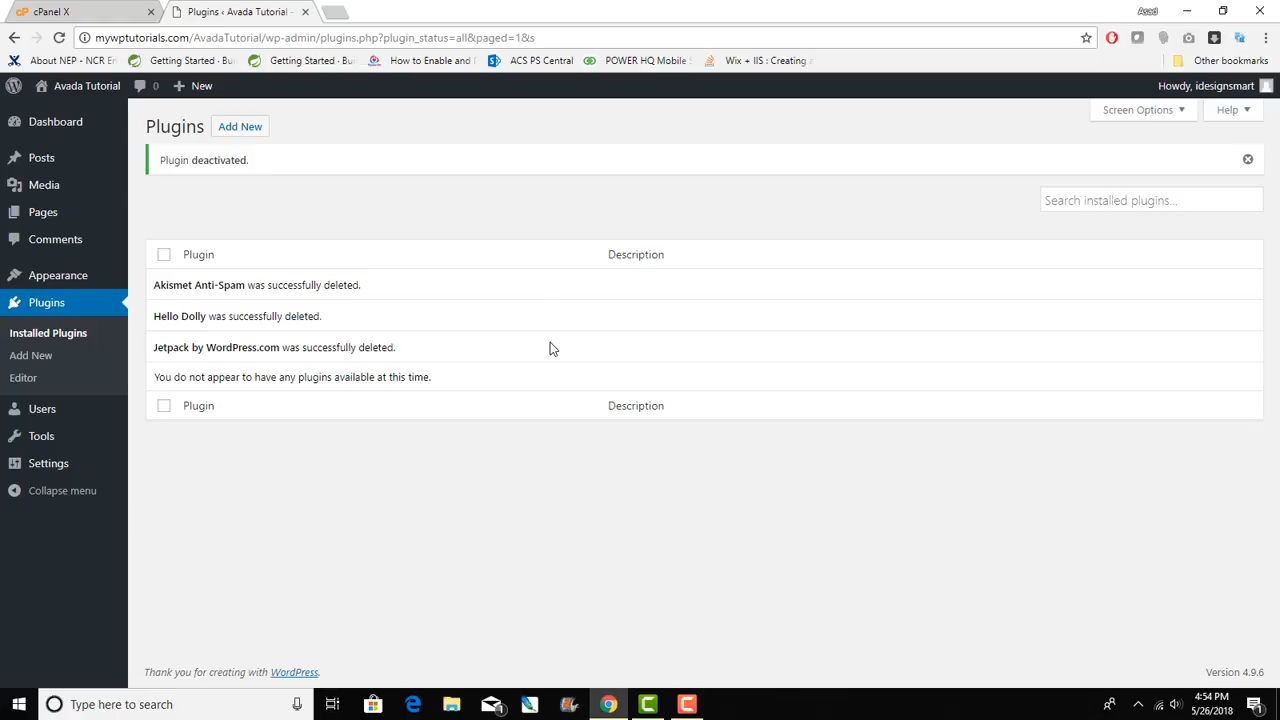 cPanel X
Plugins ‹ Avada Tutorial –
Asad
mywptutorials.com/AvadaTutorial/wp-admin/plugins.php?plugin_status=all&paged=1&s
About NEP - NCR En
Getting Started · Bu
Getting Started · Bui
How to Enable and
ACS PS Central
POWER HQ Mobile
Wix + IIS : Creating
Other bookmarks
Avada Tutorial
0
New
Howdy, idesignsmart
Screen Options
Help
Dashboard
Posts
Media
Pages
Comments
Appearance
Plugins
Installed Plugins
Add New
Editor
Users
Tools
Settings
Collapse menu
Plugins
Add New
Plugin deactivated.
Search installed plugins...
Plugin Description
Akismet Anti-Spam was successfully deleted.
Hello Dolly was successfully deleted.
Jetpack by WordPress.com was successfully deleted.
You do not appear to have any plugins available at this time.
Plugin Description
Thank you for creating with WordPress.
Version 4.9.6
Type here to search
4:54 PM
5/26/2018